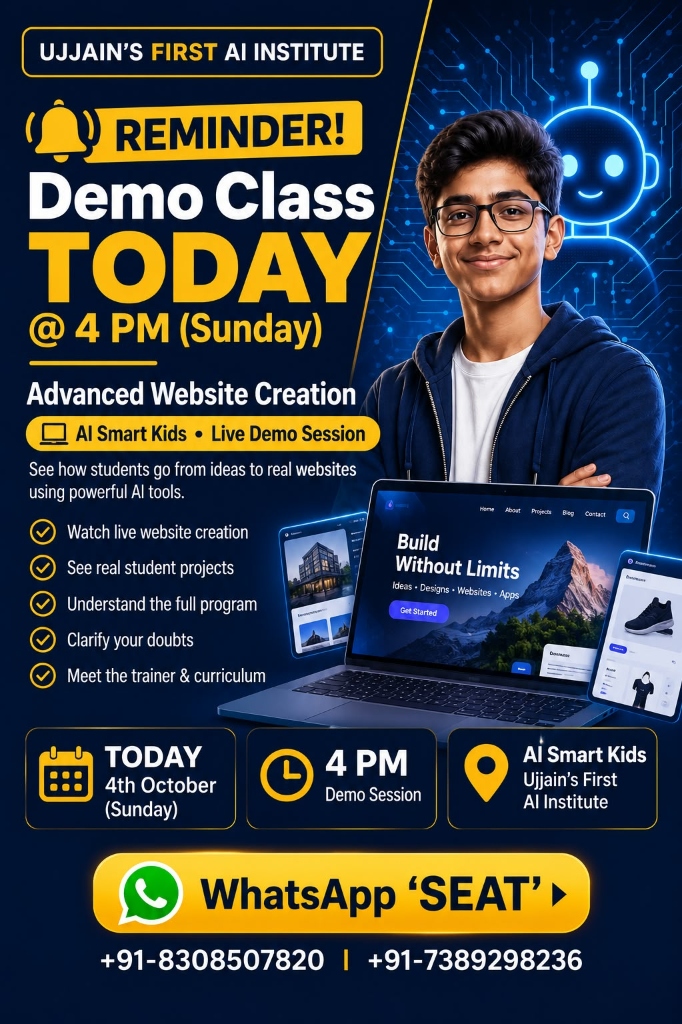 UJJAIN'S FIRST AI INSTITUTE
REMINDER!
Demo Class
TODAY
@ 4 PM (Sunday)
Advanced Website Creation
AI Smart Kids • Live Demo Session
See how students go from ideas to real websites
using powerful AI tools.
Watch live website creation
See real student projects
Understand the full program
Clarify your doubts
Meet the trainer & curriculum
Home About Projects Blog Contact
Build
Without Limits
Ideas • Designs • Websites • Apps
Get Started
TODAY
4th October
(Sunday)
4 PM
Demo Session
AI Smart Kids
Ujjain's First
AI Institute
WhatsApp 'SEAT'
+91-8308507820 | +91-7389298236